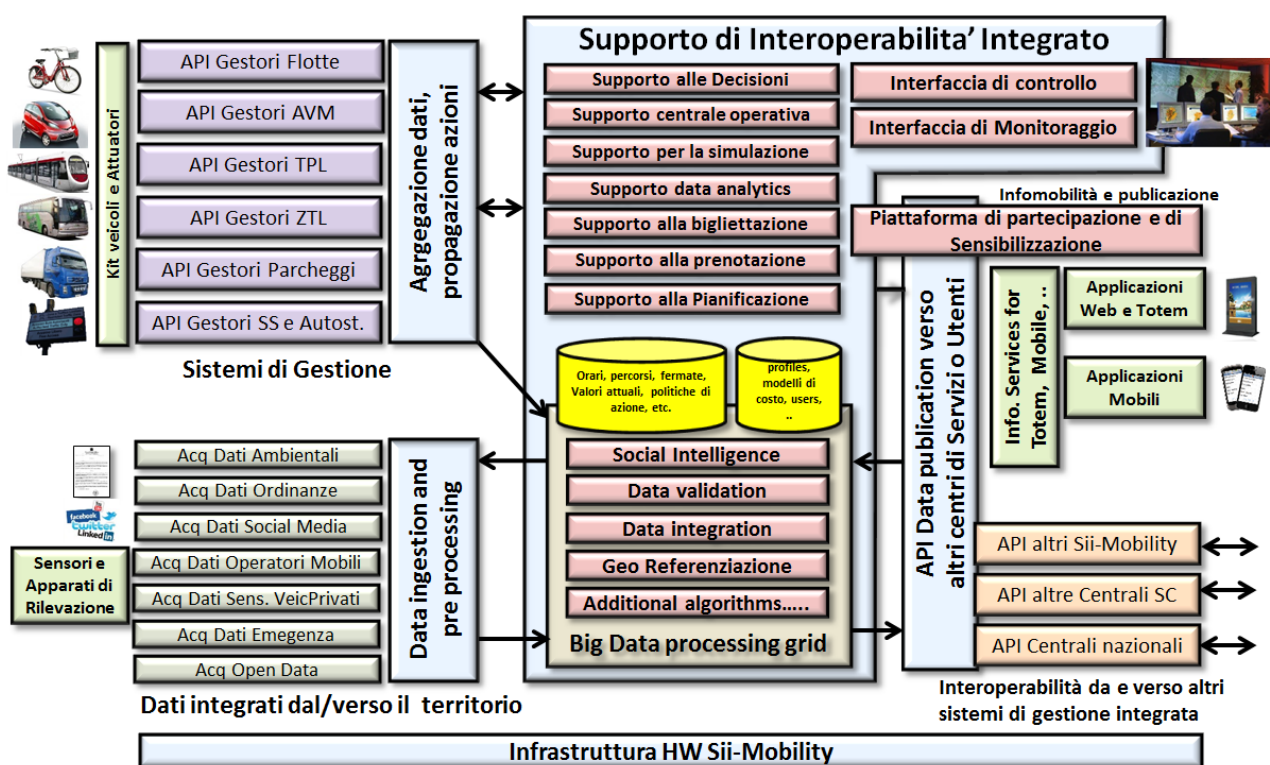 Supporto di Interoperabilita' Integrato
Kit veicoli e Attuatori
API Gestori Flotte
API Gestori AVM
API Gestori TPL
API Gestori ZTL
API Gestori Parcheggi
API Gestori SS e Autost.
Sistemi di Gestione
Agrgegazione dati,
propagazione azioni
Supporto alle Decisioni
Supporto centrale operativa
Supporto per la simulazione
Supporto data analytics
Supporto alla bigliettazione
Supporto alla prenotazione
Supporto alla Pianificazione
Interfaccia di controllo
Interfaccia di Monitoraggio
Infomobilità e publicazione
Piattaforma di partecipazione e di
Sensibilizzazione
API Data publication verso
altri centri di Servizi o Utenti
Info. Services for
Totem, Mobile, ..
Applicazioni
Web e Totem
Applicazioni
Mobili
Orari, percorsi, fermate,
Valori attuali, politiche di
azione, etc.
profiles,
modelli di
costo, users,
..
Social Intelligence
Data validation
Data integration
Geo Referenziazione
Additional algorithms.....
Big Data processing grid
facebook
twitter
Linked in
Sensori e
Apparati di
Rilevazione
Acq Dati Ambientali
Acq Dati Ordinanze
Acq Dati Social Media
Acq Dati Operatori Mobili
Acq Dati Sens. VeicPrivati
Acq Dati Emegenza
Acq Open Data
Data ingestion and
pre processing
Dati integrati dal/verso il territorio
API altri Sii-Mobility
API altre Centrali SC
API Centrali nazionali
Interoperabilità da e verso altri
sistemi di gestione integrata
Infrastruttura HW Sii-Mobility